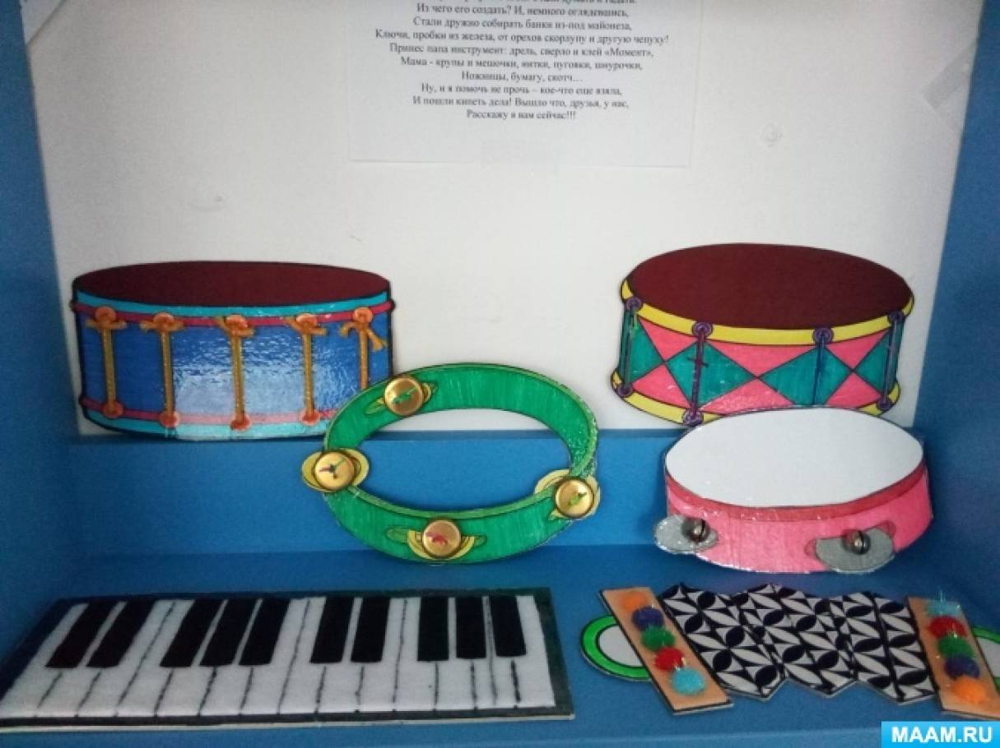 Из чего его создать? И, немного оглядевшись,
Стали дружно собирать банки из-под майонеза,
Ключи, пробки из железа, от орехов скорлупу и другую чепуху!
Принес папа инструмент: дрель, сверло и клей «Момент»,
Мама - крупы и мешочки, нитки, пуговки, шнурочки,
Ножницы, бумагу, скотч…
Ну, и я помочь не прочь – кое-что еще взяла,
И пошли кипеть дела! Вышло что, друзья, у нас,
Расскажу я вам сейчас!!!
MAAM.RU